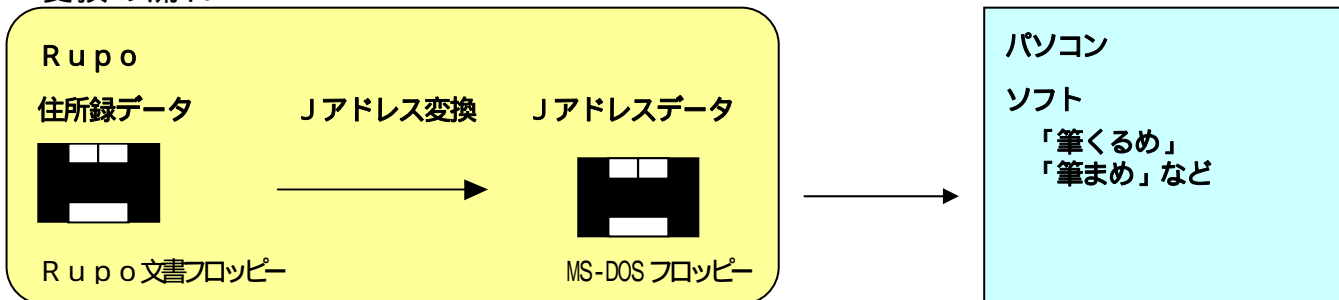 Rupo
住所録データ Jアドレス変換 Jアドレスデータ
Rupo文書フロッピー MS-DOS フロッピー
パソコン
ソフト
「筆ぐるめ」
「筆まめ」など